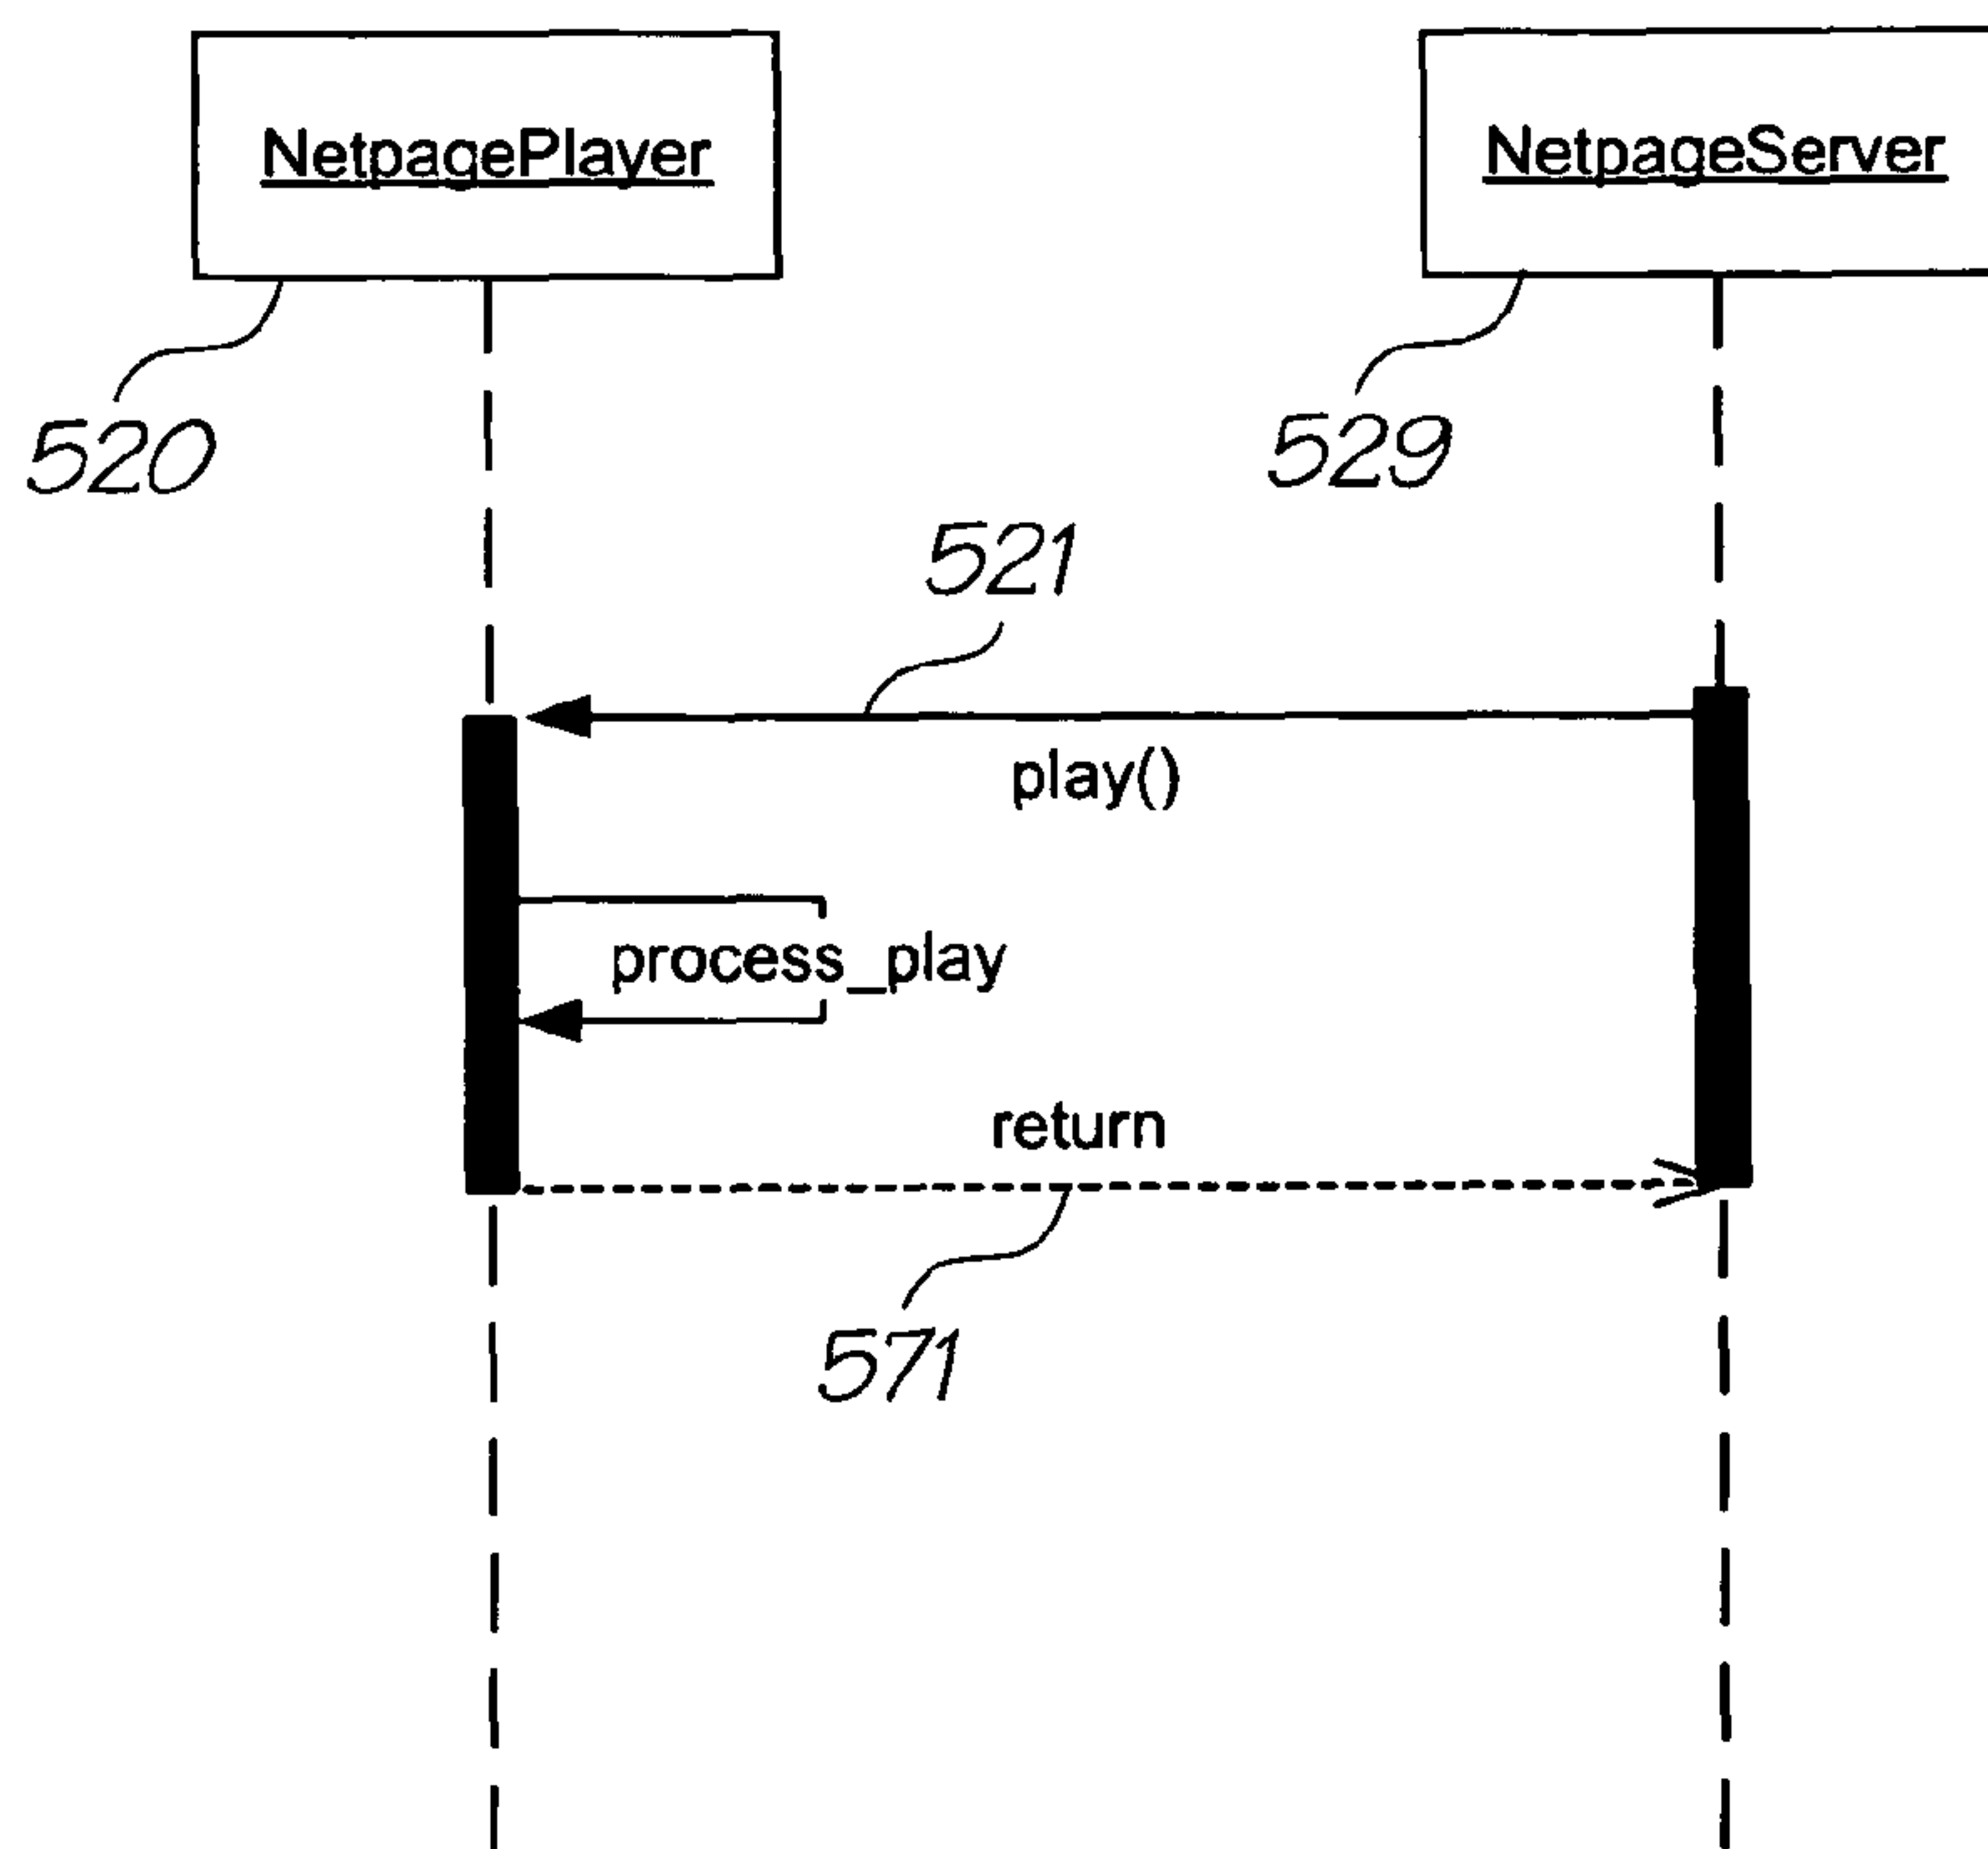 NetpagePlayer
NetpageServer
520
529
521
play()
process_play
return
571